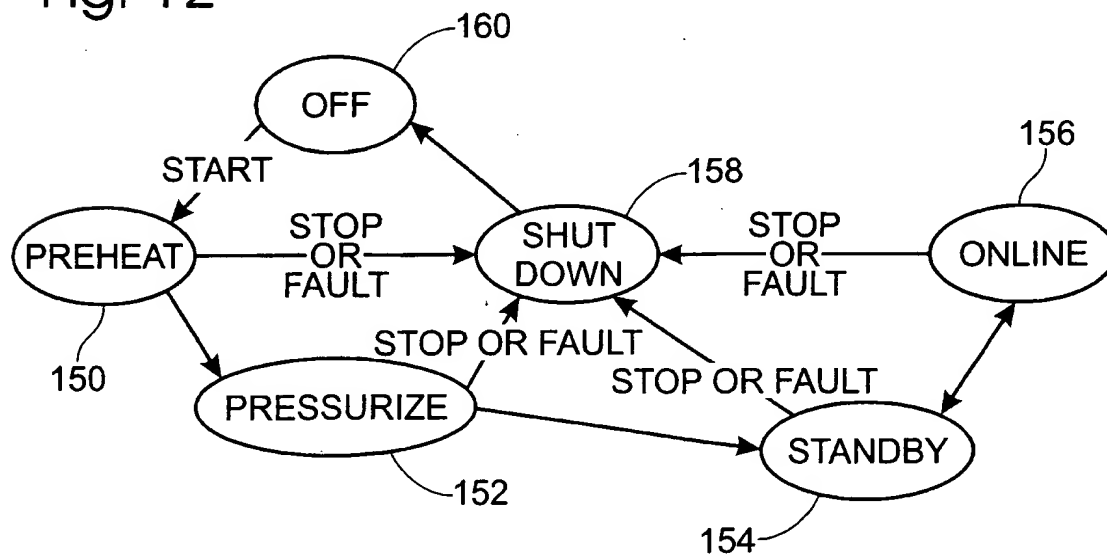 Fig. 12
160
OFF
156
START
158
STOP
OR
FAULT
SHUT
DOWN
STOP
OR
FAULT
PREHEAT
ONLINE
STOP OR FAULT
STOP OR FAULT
150
PRESSURIZE
STANDBY
152
154